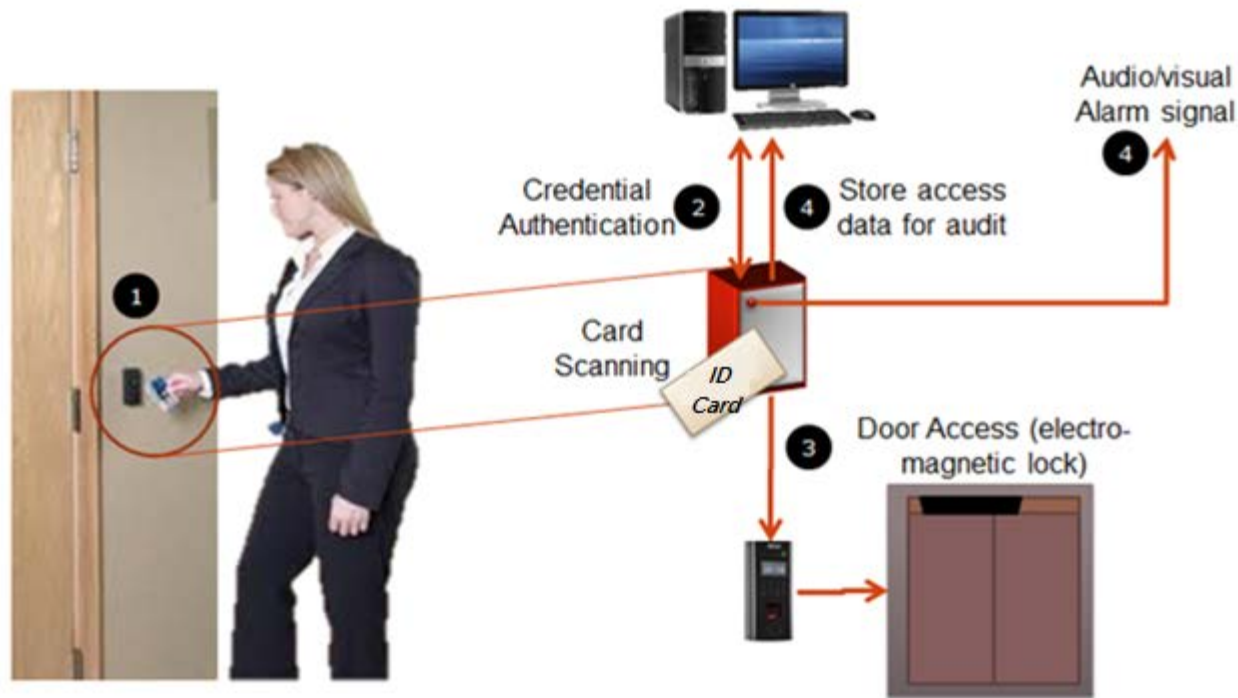 Audio/visual
Alarm signal
4
Credential
Authentication
2
4
Store access
data for audit
1
Card
Scanning
ID
Card
3
Door Access (electro-
magnetic lock)